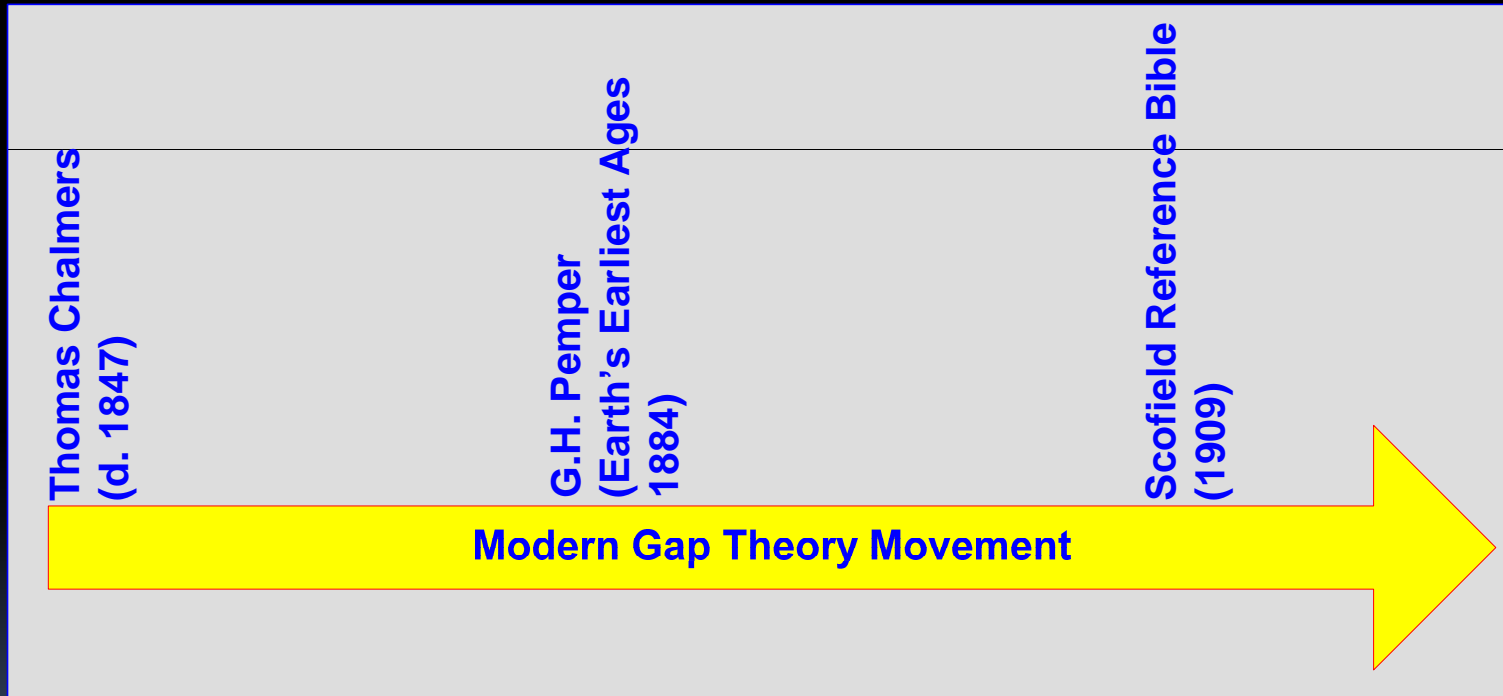 Thomas Chalmers
(d. 1847)
G.H. Pemper
(Earth’s Earliest Ages
1884)
Scofield Reference Bible
(1909)
Modern Gap Theory Movement